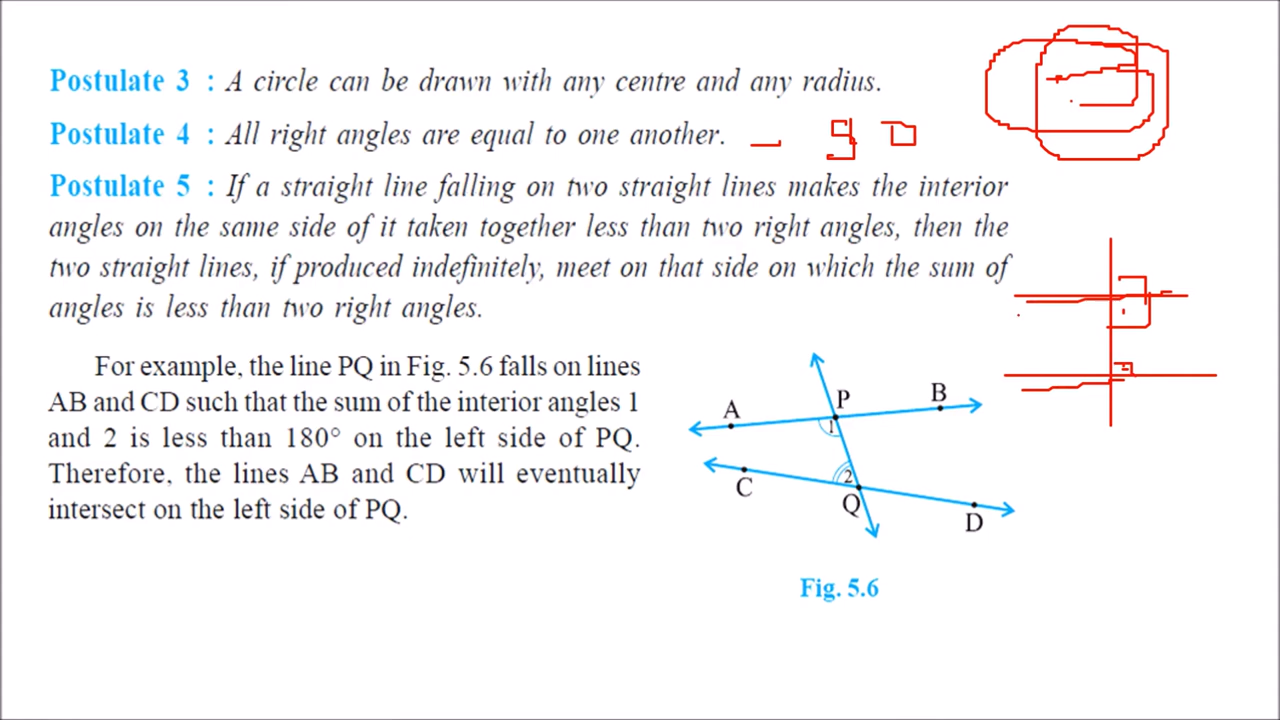 Postulate 3 : A circle can be drawn with any centre and any radius.
Postulate 4 : All right angles are equal to one another. – 90
Postulate 5 : If a straight line falling on two straight lines makes the interior
angles on the same side of it taken together less than two right angles, then the
two straight lines, if produced indefinitely, meet on that side on which the sum of
angles is less than two right angles.
For example, the line PQ in Fig. 5.6 falls on lines
AB and CD such that the sum of the interior angles 1
and 2 is less than 180° on the left side of PQ.
Therefore, the lines AB and CD will eventually
intersect on the left side of PQ.
A P B
1
C 2
Q D
Fig. 5.6